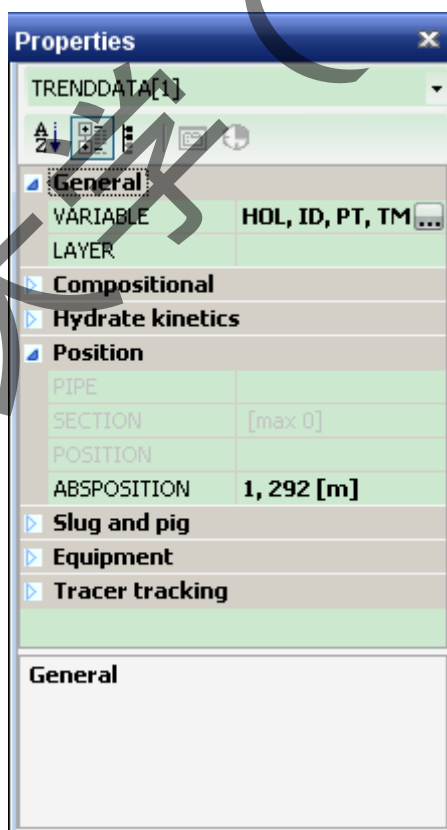 Properties
TRENDDATA[1]
General
VARIABLE HOL, ID, PT, TM ...
LAYER
Compositional
Hydrate kinetics
Position
PIPE
SECTION [max 0]
POSITION
ABSPOSITION 1, 292 [m]
Slug and pig
Equipment
Tracer tracking
General